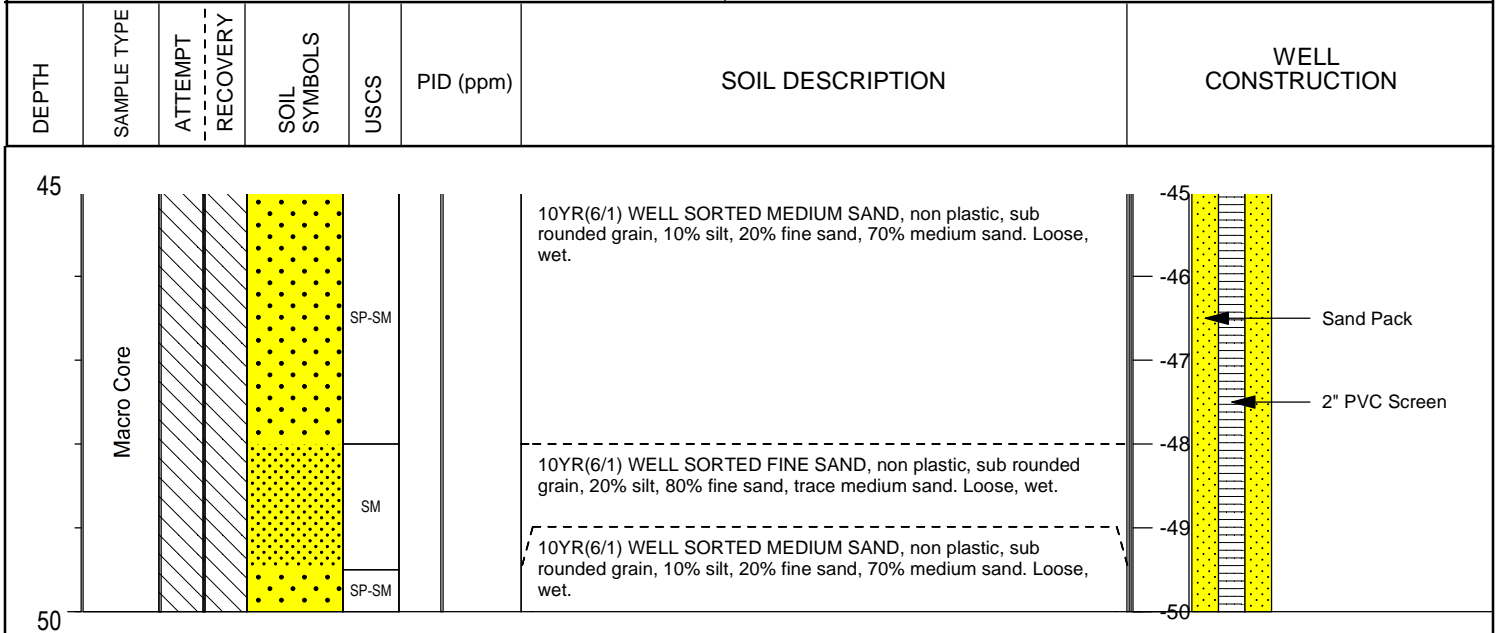 DEPTH
SAMPLE TYPE
ATTEMPT
RECOVERY
SOIL
SYMBOLS
USCS
PID (ppm)
SOIL DESCRIPTION
WELL
CONSTRUCTION
45
Macro Core
SP-SM
10YR(6/1) WELL SORTED MEDIUM SAND, non plastic, sub
rounded grain, 10% silt, 20% fine sand, 70% medium sand. Loose,
wet.
-45
-46
Sand Pack
-47
2" PVC Screen
-48
SM
10YR(6/1) WELL SORTED FINE SAND, non plastic, sub rounded
grain, 20% silt, 80% fine sand, trace medium sand. Loose, wet.
-49
SP-SM
10YR(6/1) WELL SORTED MEDIUM SAND, non plastic, sub
rounded grain, 10% silt, 20% fine sand, 70% medium sand. Loose,
wet.
50
-50